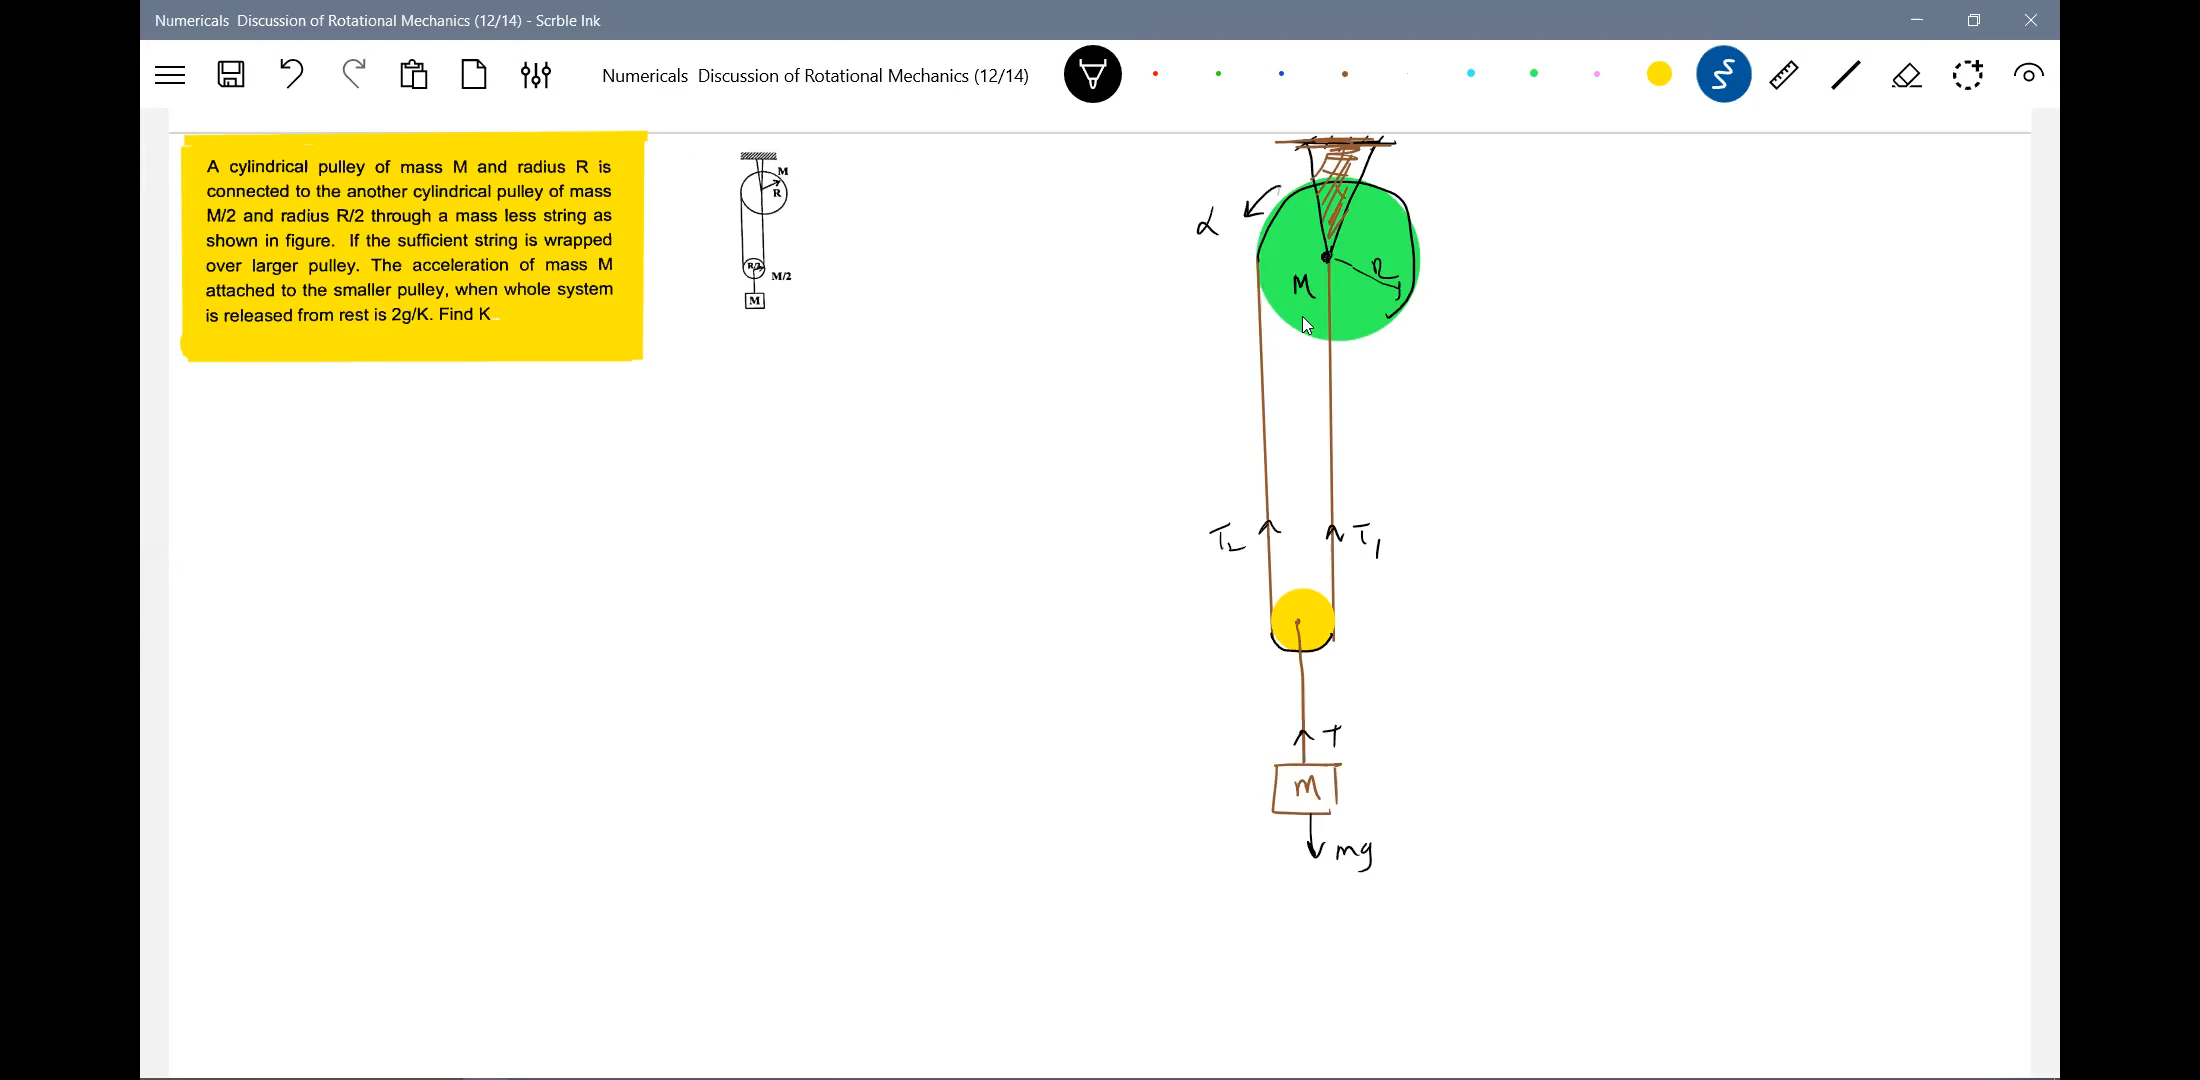 Numericals Discussion of Rotational Mechanics (12/14) - Scrble Ink
Numericals Discussion of Rotational Mechanics (12/14)
A cylindrical pulley of mass M and radius R is
connected to the another cylindrical pulley of mass
M/2 and radius R/2 through a mass less string as
shown in figure. If the sufficient string is wrapped
over larger pulley. The acceleration of mass M
attached to the smaller pulley, when whole system
is released from rest is 2g/K. Find K
M
R
R/2
M/2
M
α
R
M
T₂
T₁
T
M
mg